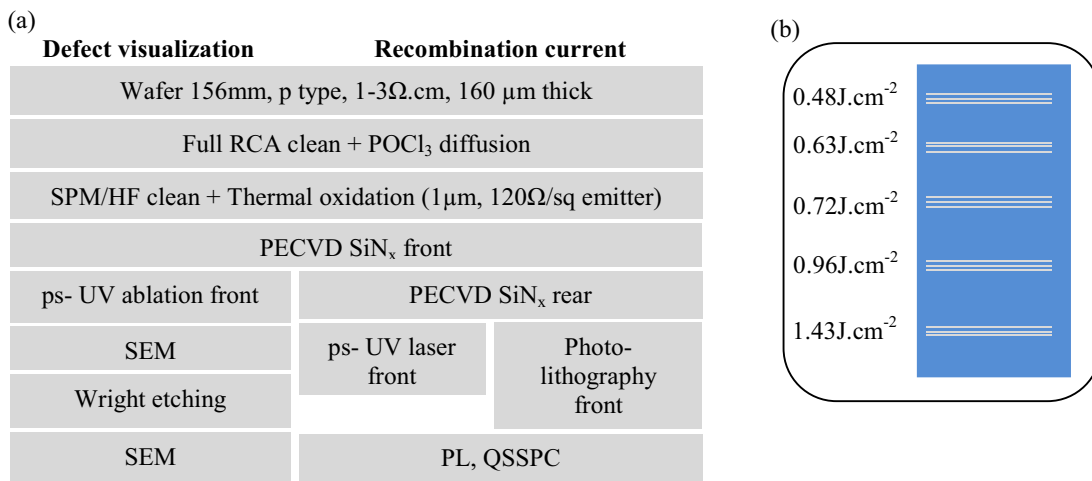 (a)
Defect visualization
Recombination current
Wafer 156mm, p type, 1-3Ω.cm, 160 µm thick
Full RCA clean + POCl₃ diffusion
SPM/HF clean + Thermal oxidation (1µm, 120Ω/sq emitter)
PECVD SiNₓ front
ps- UV ablation front
PECVD SiNₓ rear
SEM
ps- UV laser
front
Photo-
lithography
front
Wright etching
SEM
PL, QSSPC
(b)
0.48J.cm⁻²
0.63J.cm⁻²
0.72J.cm⁻²
0.96J.cm⁻²
1.43J.cm⁻²